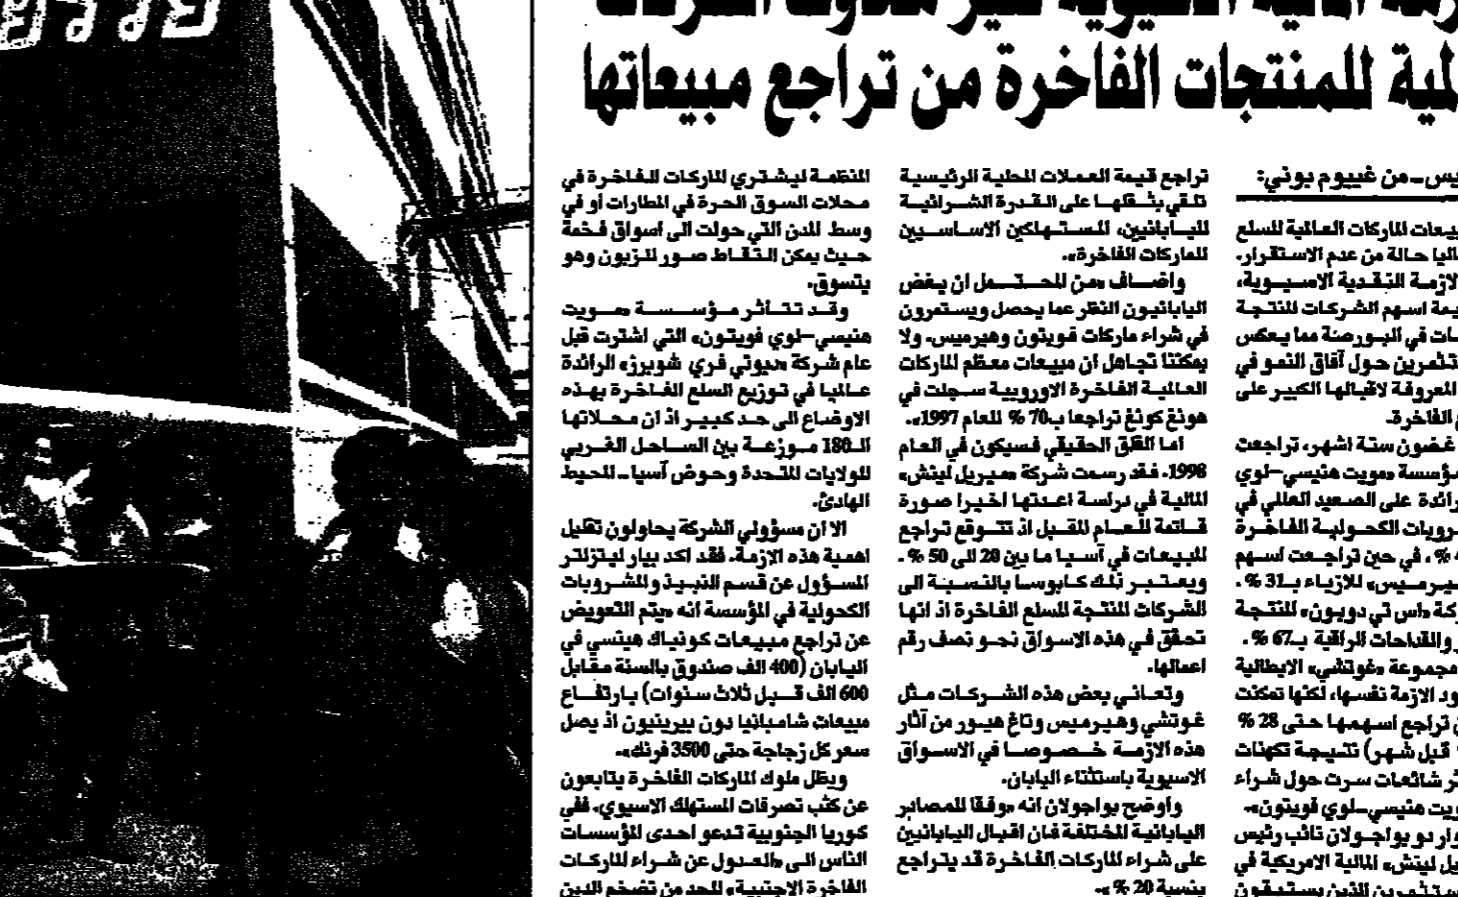 لمية للمنتجات الفاخرة من تراجع مبيعاتها
يس ـ من غييوم بوني:
بيعات الماركات العالمية للسلع
اليا حالة من عدم الاستقرار.
لازمة النقدية الاسيوية،
يمة اسهم الشركات المنتجة
ات في البورصة مما يعكس
تثمرين حول آفاق النمو في
المعروفة لاقبالها الكبير على
ع الفاخرة.
غضون ستة اشهر، تراجعت
ؤسسة «مويت هنيسي-لوي
رائدة على الصعيد العالمي في
روبات الكحولية الفاخرة
% ، في حين تراجعت اسهم
يرميس» للازياء بـ31 % .
كة «اس تي دوبون» المنتجة
والقداحات الراقية بـ67 % .
مجموعة «غوتشي» الايطالية
ود الازمة نفسها، لكنها تمكنت
ن تراجع اسهمها حتى 28 %
قبل شهر) نتيجة تكهنات
ثر شائعات سرت حول شراء
ويت هنيسي-لوي فويتون».
وار دو بواجولان نائب رئيس
يل لينش» المالية الامريكية في
ستثمرين الذين يستبقون
تراجع قيمة العملات المحلية الرئيسية
تلقي بثقلها على القدرة الشرائية
لليابانيين، المستهلكين الاساسيين
للماركات الفاخرة».
واضاف «من المحتمل ان يغض
اليابانيون النظر عما يحصل ويستمرون
في شراء ماركات فويتون وهيرميس. ولا
يمكننا تجاهل ان مبيعات معظم الماركات
العالمية الفاخرة الاوروبية سجلت في
هونغ كونغ تراجعا بـ70 % للعام 1997».
اما القلق الحقيقي فسيكون في العام
1998. فقد رسمت شركة «ميريل لينش»
المالية في دراسة اعدتها اخيرا صورة
قاتمة للعام المقبل اذ تتوقع تراجع
المبيعات في آسيا ما بين 20 الى 50 % .
ويعتبر ذلك كابوسا بالنسبة الى
الشركات المنتجة للسلع الفاخرة اذ انها
تحقق في هذه الاسواق نحو نصف رقم
اعمالها.
وتعاني بعض هذه الشركات مثل
غوتشي وهيرميس وتاغ هيور من آثار
هذه الازمة خصوصا في الاسواق
الاسيوية باستثناء اليابان.
واوضح بواجولان انه «وفقا للمصادر
اليابانية المختلفة فان اقبال اليابانيين
على شراء الماركات الفاخرة قد يتراجع
بنسبة 20 % ».
المنظمة ليشتري الماركات الفاخرة في
محلات السوق الحرة في المطارات أو في
وسط المدن التي حولت الى اسواق فخمة
حيث يمكن التقاط صور للزبون وهو
يتسوق.
وقد تتأثر مؤسسة «مويت
هنيسي-لوي فويتون» التي اشترت قبل
عام شركة «ديوتي فري شوبرز» الرائدة
عالميا في توزيع السلع الفاخرة بهذه
الاوضاع الى حد كبير اذ ان محلاتها
الـ180 موزعة بين الساحل الغربي
للولايات المتحدة وحوض آسيا ـ المحيط
الهادئ.
الا ان مسؤولي الشركة يحاولون تقليل
اهمية هذه الازمة. فقد اكد بيار ليتزلتر
المسؤول عن قسم النبيذ والمشروبات
الكحولية في المؤسسة انه «يتم التعويض
عن تراجع مبيعات كونياك هينسي في
اليابان (400 الف صندوق بالسنة مقابل
600 الف قبل ثلاث سنوات) بارتفاع
مبيعات شامبانيا دون بيرينيون اذ يصل
سعر كل زجاجة حتى 3500 فرنك».
ويظل ملوك الماركات الفاخرة يتابعون
عن كثب تصرفات المستهلك الاسيوي. ففي
كوريا الجنوبية تدعو احدى المؤسسات
الناس الى «العدول عن شراء الماركات
الفاخرة الاجنبية» للحد من تضخم الدين